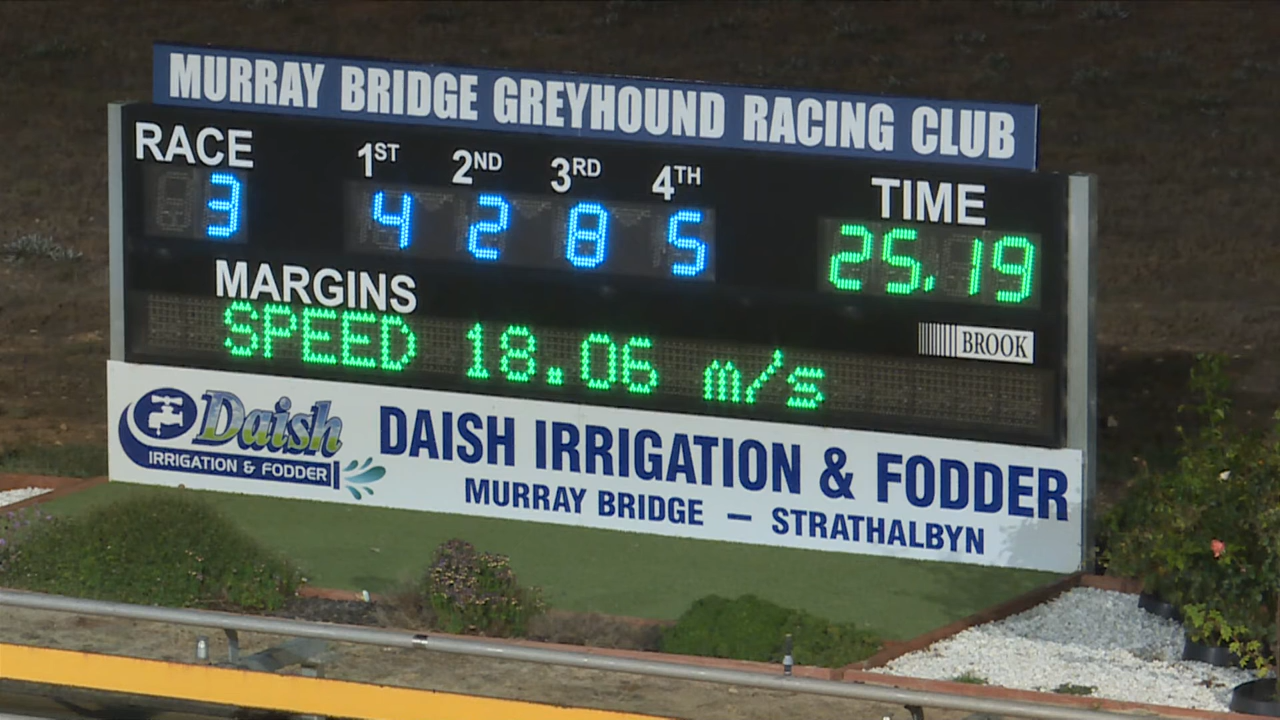 MURRAY BRIDGE GREYHOUND RACING CLUB
RACE 1ST 2ND 3RD 4TH TIME
3 4 2 8 5 25.19
MARGINS
SPEED 18.06 m/s
BROOK
Daish
IRRIGATION & FODDER
DAISH IRRIGATION & FODDER
MURRAY BRIDGE – STRATHALBYN